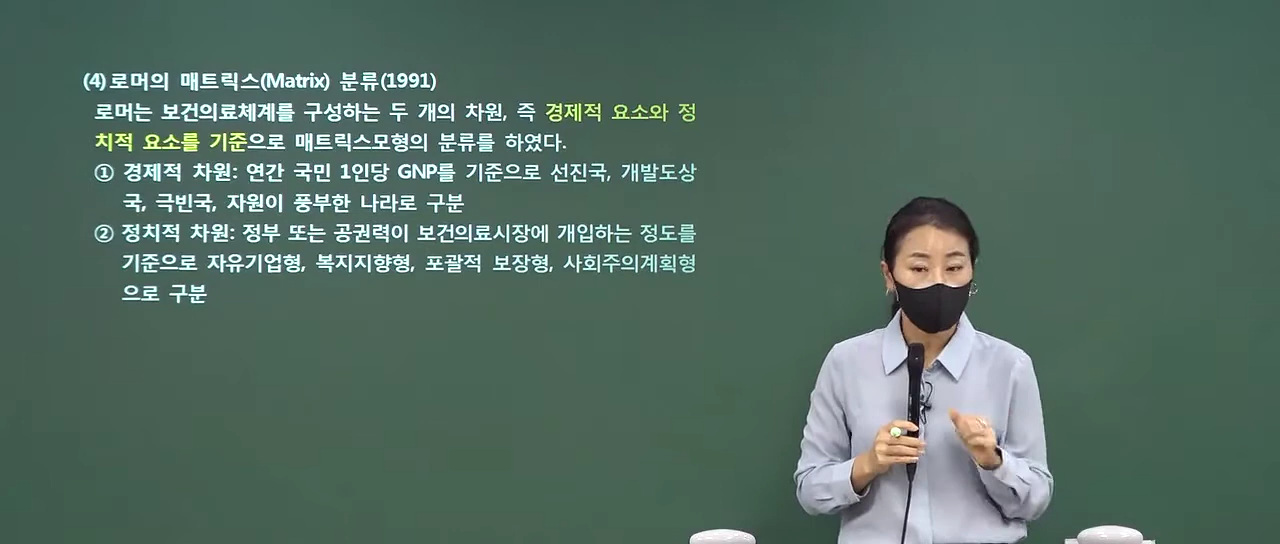 (4) 로머의 매트릭스(Matrix) 분류(1991)
로머는 보건의료체계를 구성하는 두 개의 차원, 즉 경제적 요소와 정
치적 요소를 기준으로 매트릭스모형의 분류를 하였다.
① 경제적 차원: 연간 국민 1인당 GNP를 기준으로 선진국, 개발도상
국, 극빈국, 자원이 풍부한 나라로 구분
② 정치적 차원: 정부 또는 공권력이 보건의료시장에 개입하는 정도를
기준으로 자유기업형, 복지지향형, 포괄적 보장형, 사회주의계획형
으로 구분